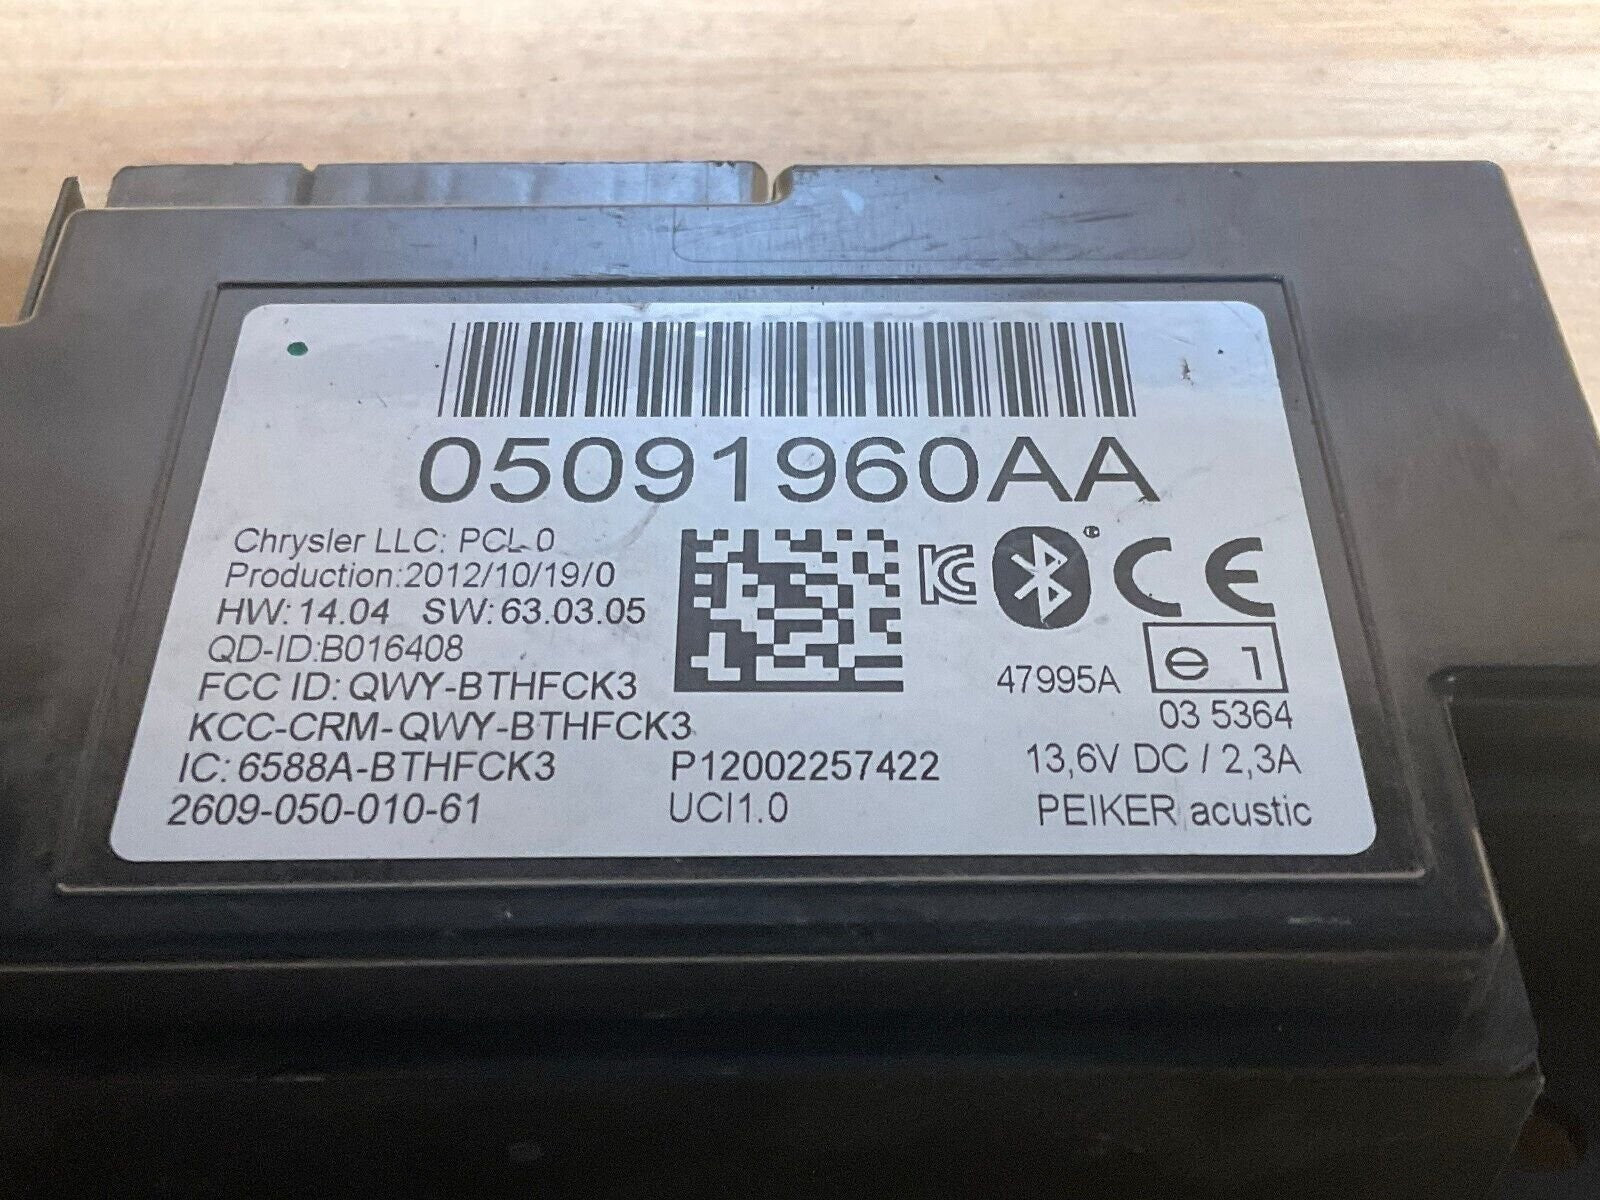 05091960AA
Chrysler LLC: PCL 0
Production:2012/10/19/0
HW: 14.04 SW: 63.03.05
QD-ID:B016408
FCC ID: QWY-BTHFCK3
KCC-CRM-QWY-BTHFCK3
IC: 6588A-BTHFCK3
2609-050-010-61
P12002257422
UCI1.0
KC
CE
47995A
e 1
03 5364
13,6V DC / 2,3A
PEIKER acustic